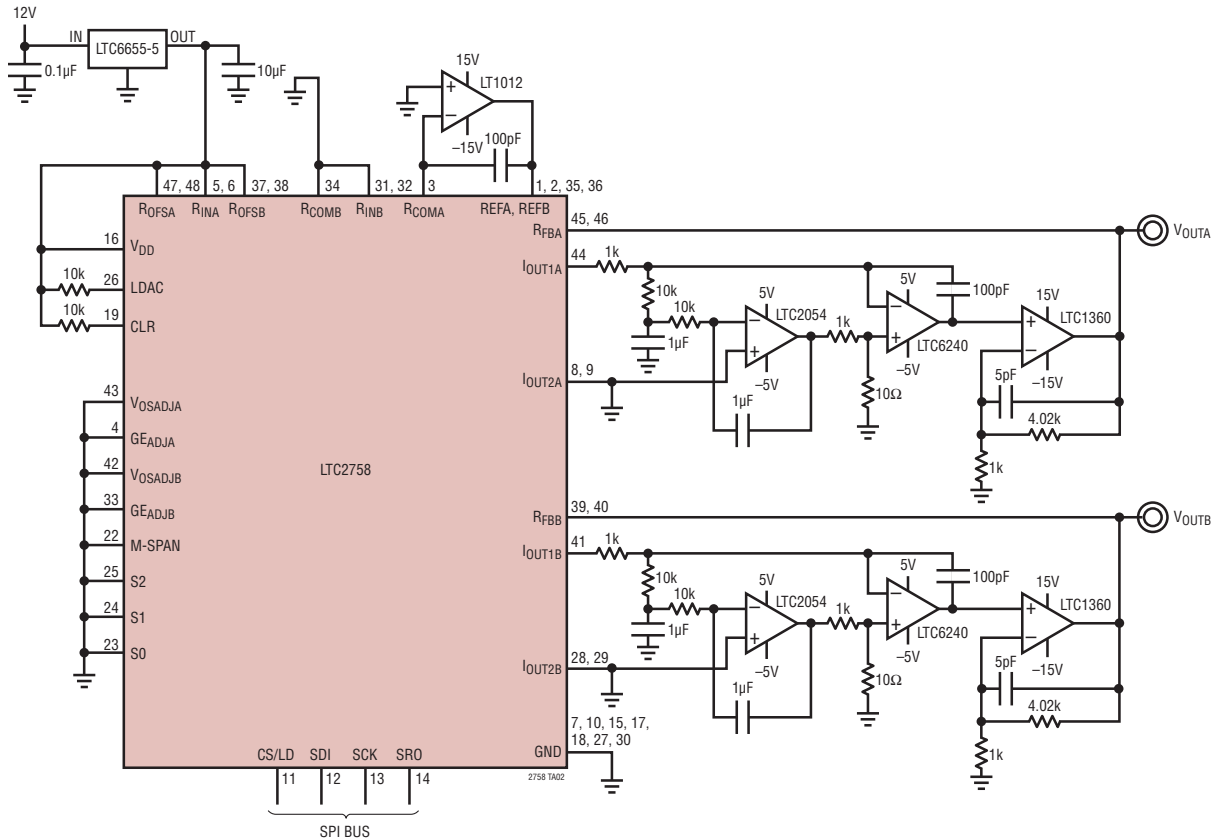 12V
IN
LTC6655-5
OUT
0.1µF
10µF
15V
LT1012
+
–
–15V
100pF
47, 48
5, 6
37, 38
34
31, 32
3
1, 2, 35, 36
ROFSA
RINA
ROFSB
RCOMB
RINB
RCOMA
REFA, REFB
16
VDD
10k
26
LDAC
10k
19
CLR
43
VOSADJA
4
GEADJA
42
VOSADJB
33
GEADJB
22
M-SPAN
25
S2
24
S1
23
S0
LTC2758
RFBA
45, 46
VOUTA
IOUT1A
44
1k
10k
10k
1µF
5V
LTC2054
–
+
–5V
1µF
1k
10Ω
5V
–
+
LTC6240
–5V
100pF
15V
LTC1360
+
–
–15V
5pF
4.02k
1k
IOUT2A
8, 9
RFBB
39, 40
VOUTB
IOUT1B
41
1k
10k
10k
1µF
5V
LTC2054
–
+
–5V
1µF
1k
10Ω
5V
–
+
LTC6240
–5V
100pF
15V
LTC1360
+
–
–15V
5pF
4.02k
1k
IOUT2B
28, 29
GND
7, 10, 15, 17,
18, 27, 30
2758 TA02
CS/LD
SDI
SCK
SRO
11
12
13
14
SPI BUS